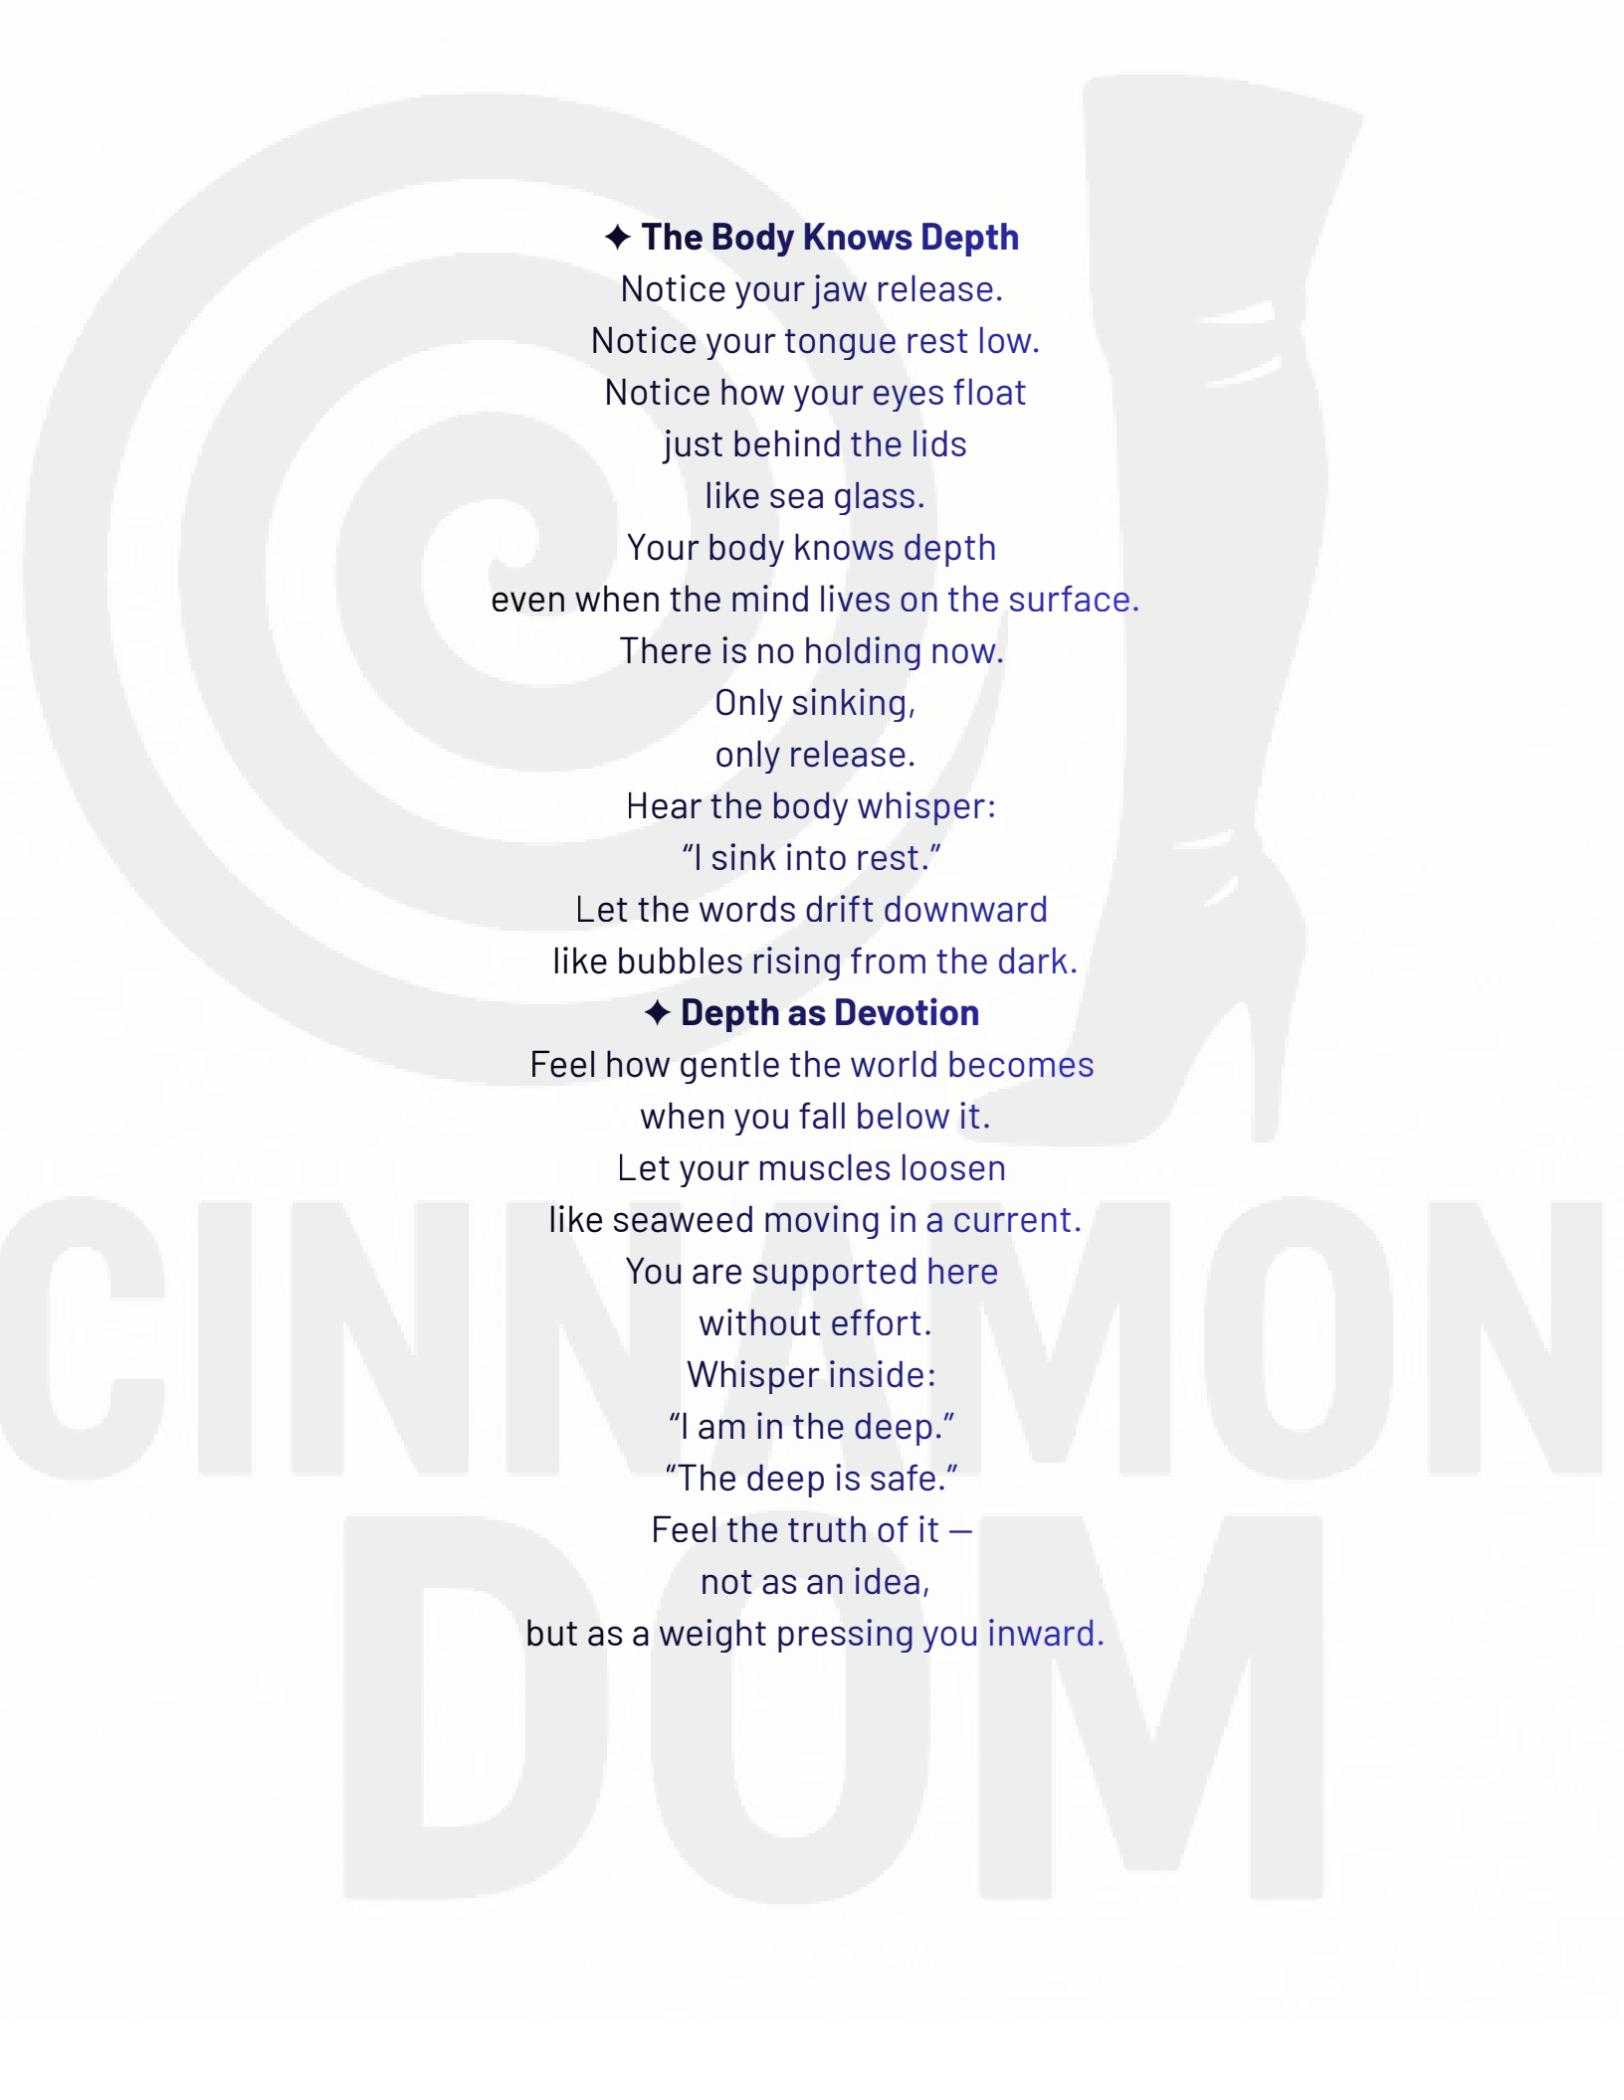 ✦ The Body Knows Depth
Notice your jaw release.
Notice your tongue rest low.
Notice how your eyes float
just behind the lids
like sea glass.
Your body knows depth
even when the mind lives on the surface.
There is no holding now.
Only sinking,
only release.
Hear the body whisper:
“I sink into rest.”
Let the words drift downward
like bubbles rising from the dark.
✦ Depth as Devotion
Feel how gentle the world becomes
when you fall below it.
Let your muscles loosen
like seaweed moving in a current.
You are supported here
without effort.
Whisper inside:
“I am in the deep.”
“The deep is safe.”
Feel the truth of it —
not as an idea,
but as a weight pressing you inward.
CINNAMON
DOM